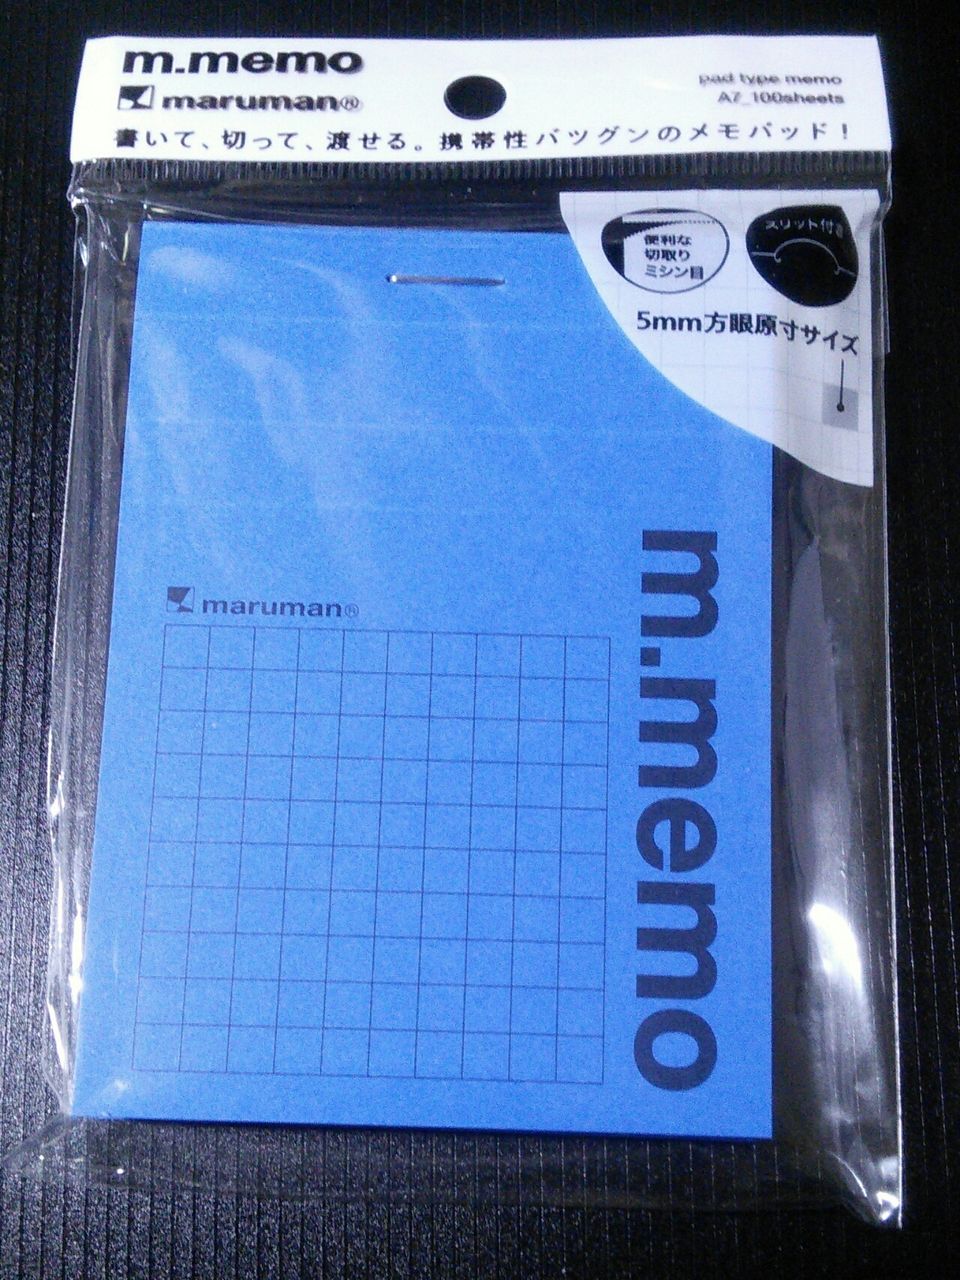 m.memo
maruman®
pad type memo
A7_100sheets
書いて、切って、渡せる。携帯性バツグンのメモパッド！
便利な
切取り
ミシン目
スリット付き
5mm方眼原寸サイズ
maruman®
m.memo